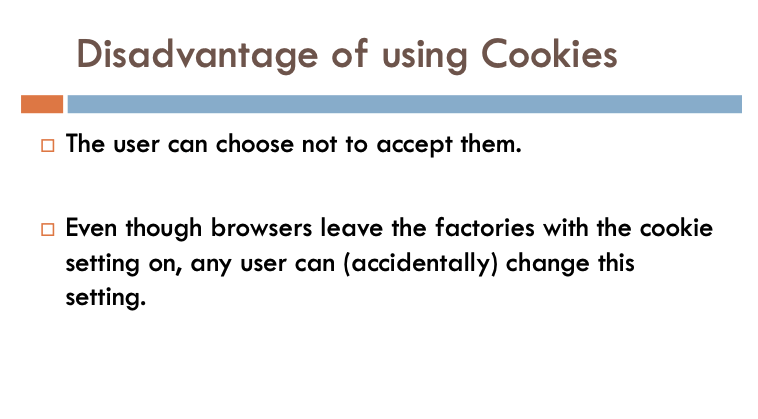 Disadvantage of using Cookies
The user can choose not to accept them.
Even though browsers leave the factories with the cookie
setting on, any user can (accidentally) change this
setting.